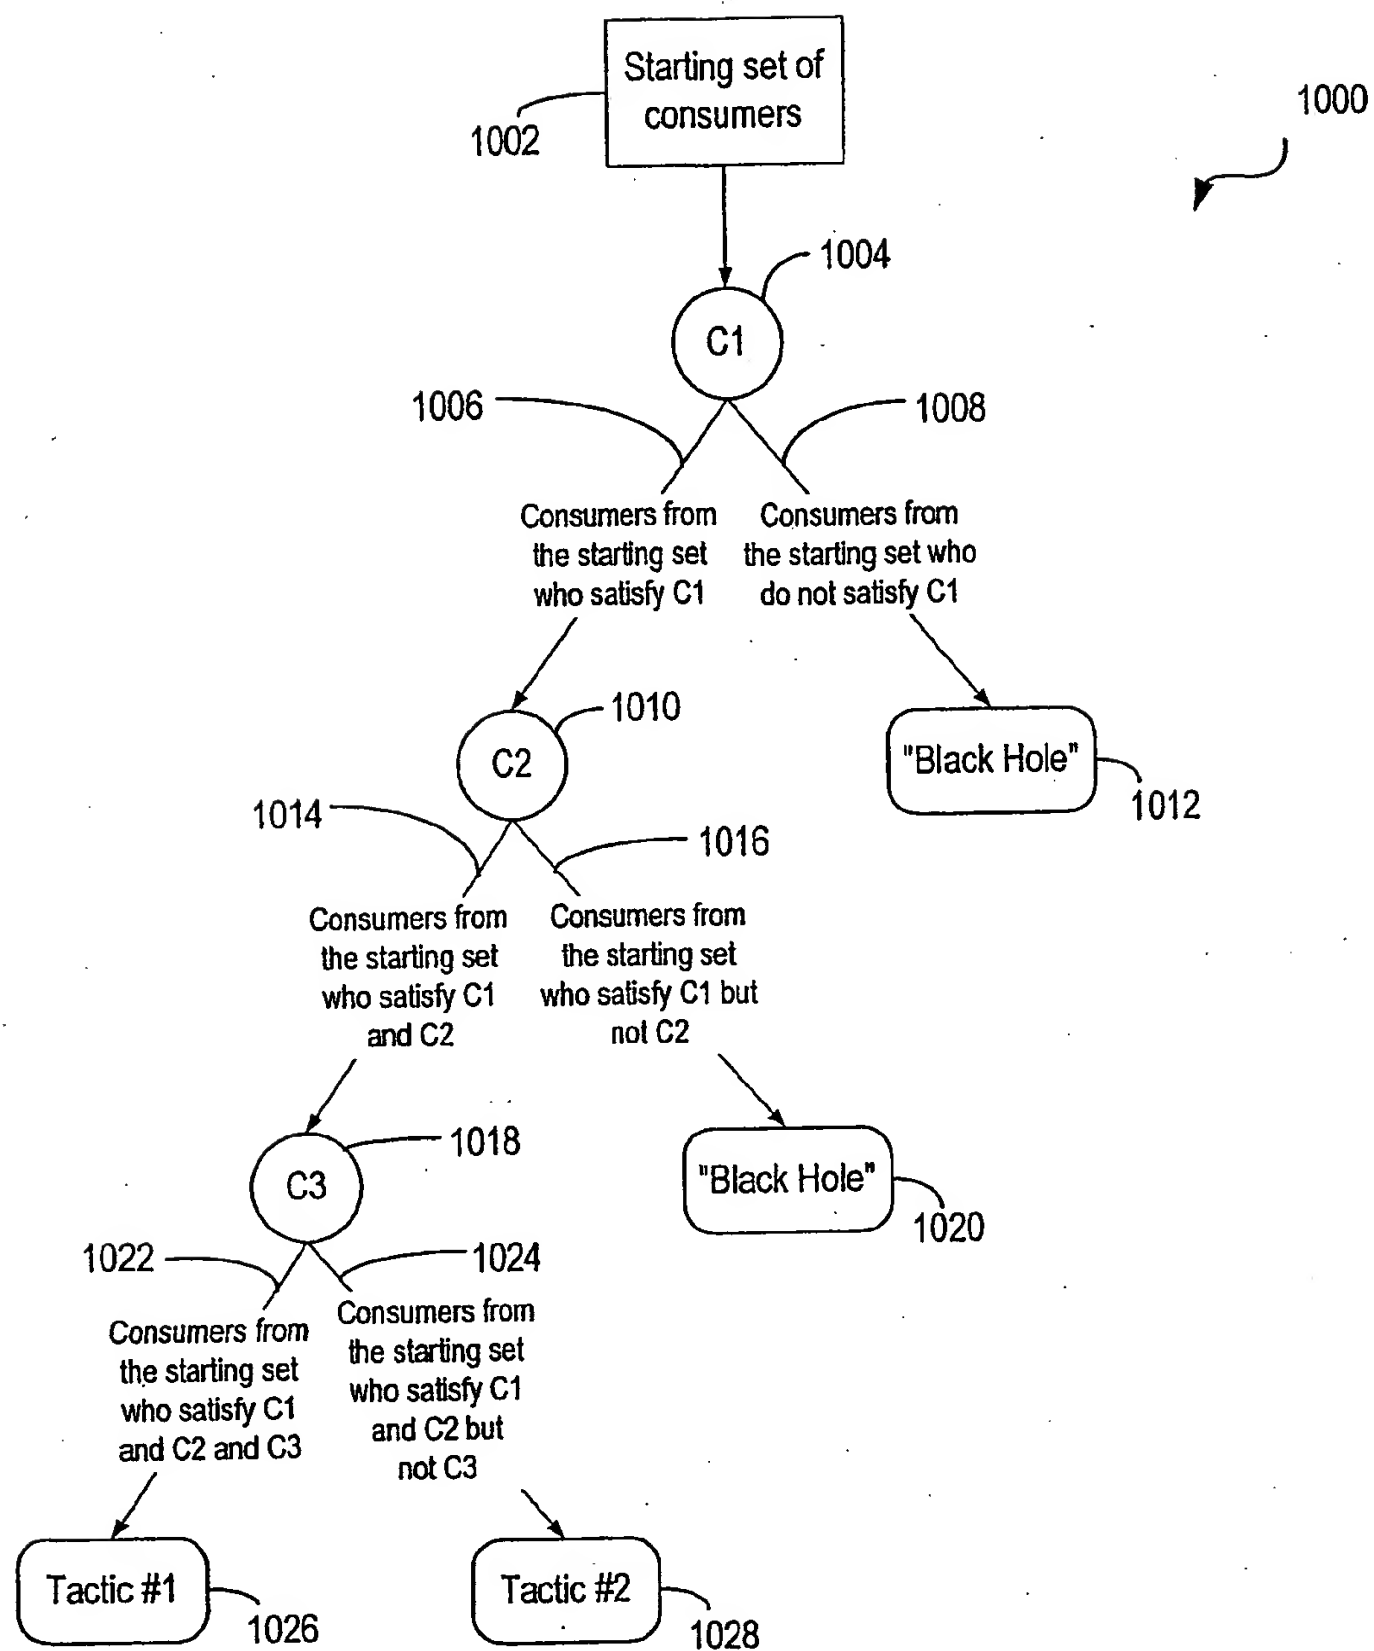 Starting set of
consumers
1002
1000
1004
C1
1006
1008
Consumers from
the starting set
who satisfy C1
Consumers from
the starting set who
do not satisfy C1
1010
C2
"Black Hole"
1012
1014
1016
Consumers from
the starting set
who satisfy C1
and C2
Consumers from
the starting set
who satisfy C1 but
not C2
1018
C3
"Black Hole"
1020
1022
1024
Consumers from
the starting set
who satisfy C1
and C2 and C3
Consumers from
the starting set
who satisfy C1
and C2 but
not C3
Tactic #1
1026
Tactic #2
1028